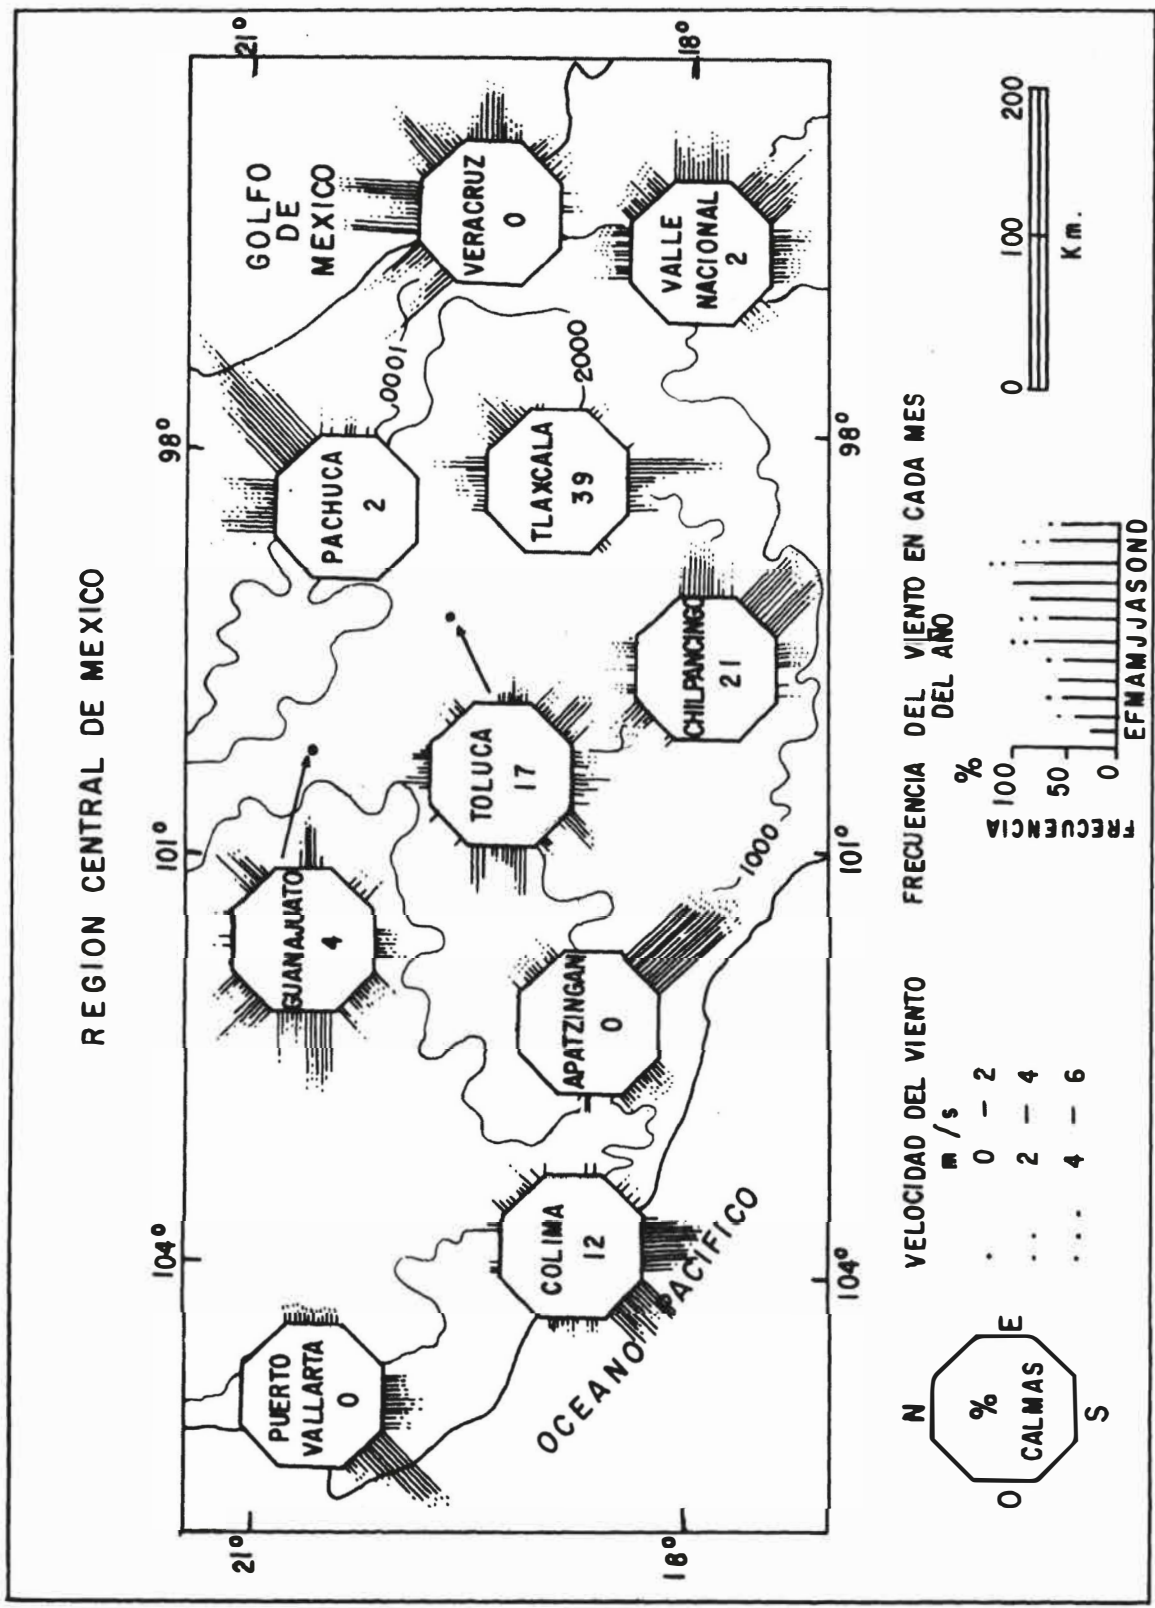 REGION CENTRAL DE MEXICO
104°
101°
98°
21°
21°
18°
18°
104°
101°
98°
GOLFO
DE
MEXICO
OCEANO PACIFICO
PUERTO
VALLARTA
0
GUANAJUATO
4
PACHUCA
2
COLIMA
12
APATZINGAN
0
TOLUCA
17
TLAXCALA
39
VERACRUZ
0
CHILPANCINGO
21
VALLE
NACIONAL
2
1000
2000
1000
N
O
E
S
%
CALMAS
VELOCIDAD DEL VIENTO
m/s
0 - 2
2 - 4
4 - 6
FRECUENCIA DEL VIENTO EN CADA MES
DEL AÑO
%
100
50
0
FRECUENCIA
EFMAMJJASOND
0
100
200
Km.